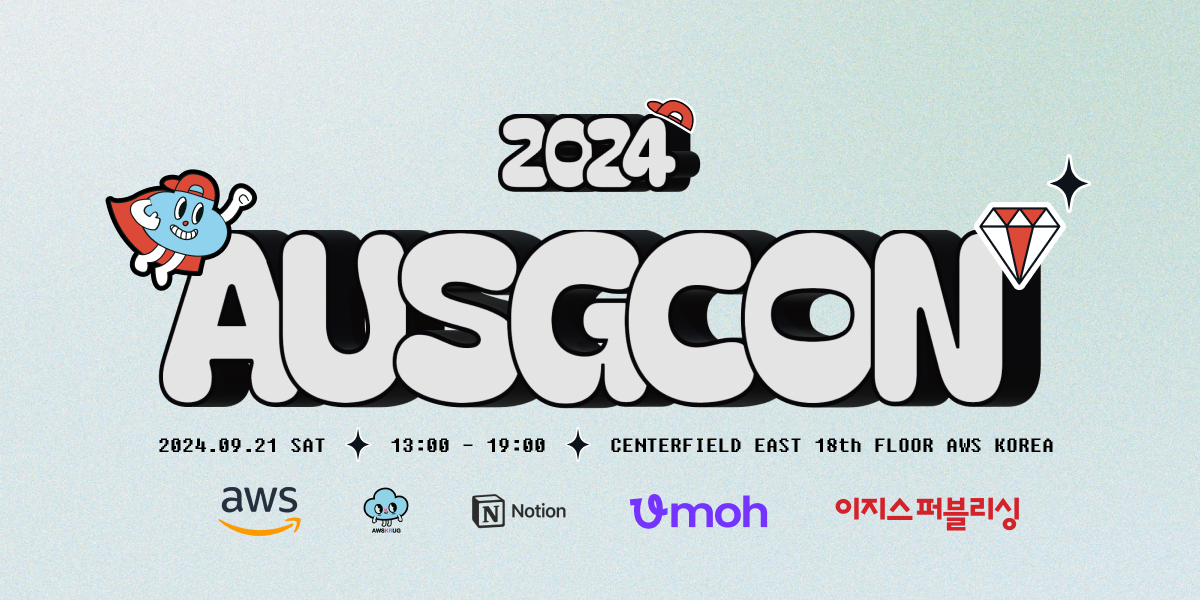 2024
AUSGCON
2024.09.21 SAT 13:00 - 19:00 CENTERFIELD EAST 18th FLOOR AWS KOREA
aws AWSKRUG Notion moh 이지스퍼블리싱